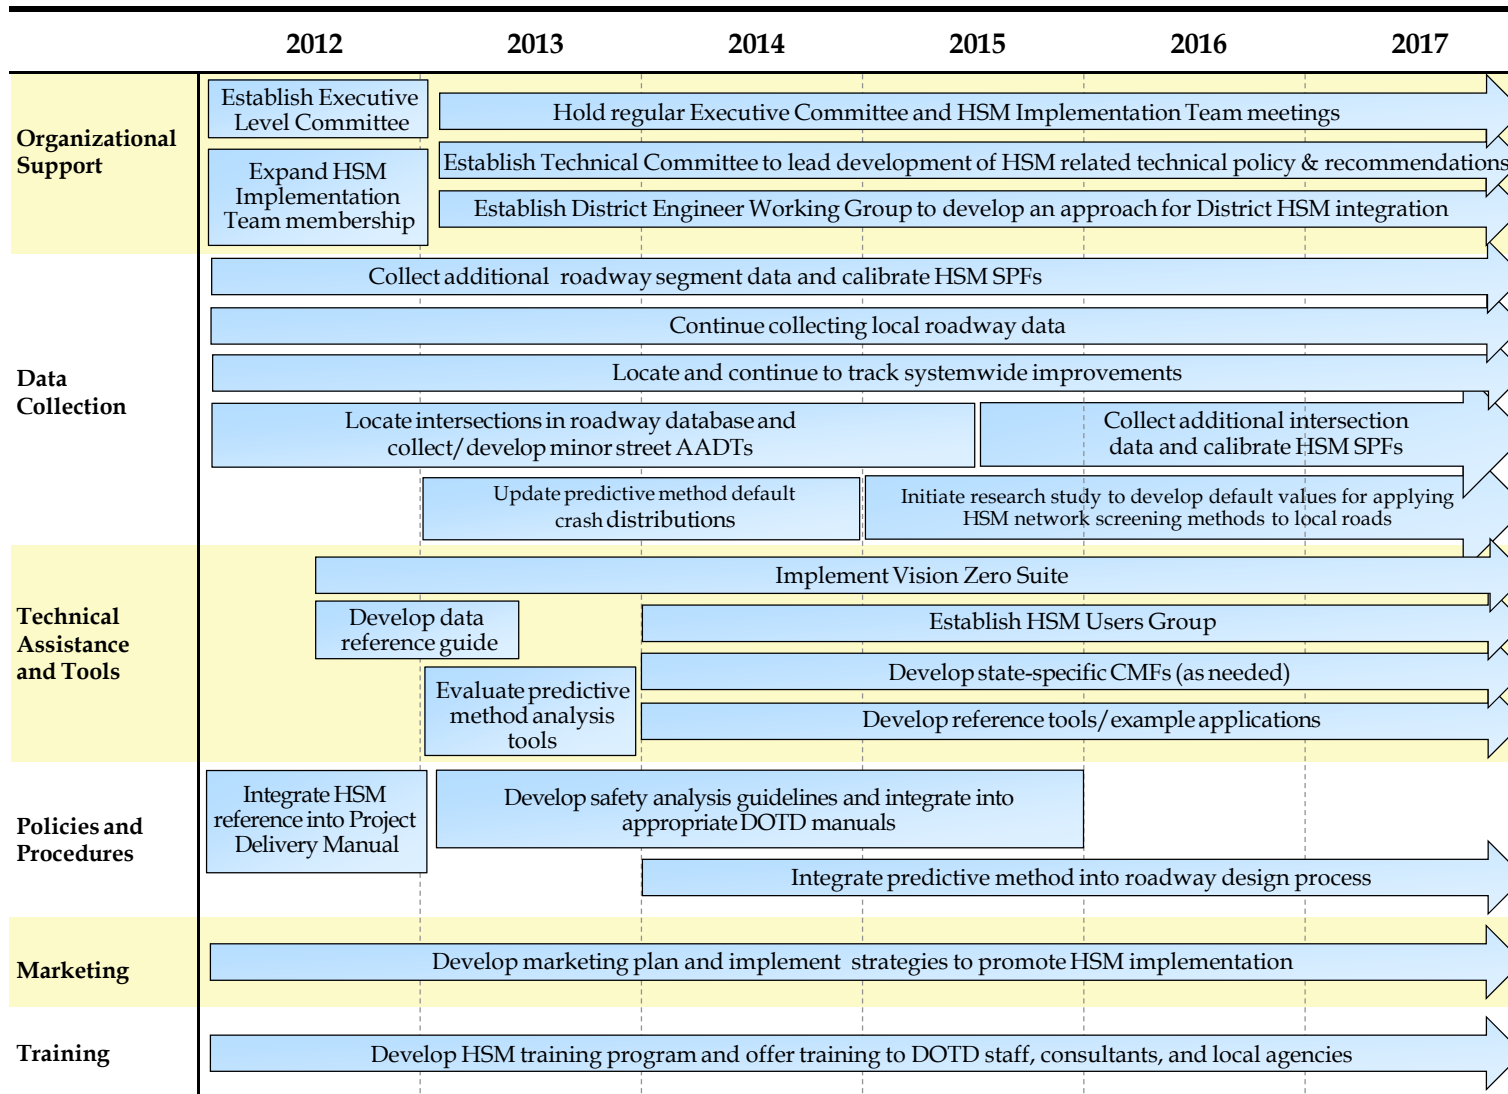 2012 2013 2014 2015 2016 2017
Organizational
Support
Establish Executive
Level Committee
Hold regular Executive Committee and HSM Implementation Team meetings
Expand HSM
Implementation
Team membership
Establish Technical Committee to lead development of HSM related technical policy & recommendations
Establish District Engineer Working Group to develop an approach for District HSM integration
Data
Collection
Collect additional roadway segment data and calibrate HSM SPFs
Continue collecting local roadway data
Locate and continue to track systemwide improvements
Locate intersections in roadway database and
collect/develop minor street AADTs
Collect additional intersection
data and calibrate HSM SPFs
Update predictive method default
crash distributions
Initiate research study to develop default values for applying
HSM network screening methods to local roads
Technical
Assistance
and Tools
Implement Vision Zero Suite
Develop data
reference guide
Establish HSM Users Group
Evaluate predictive
method analysis
tools
Develop state-specific CMFs (as needed)
Develop reference tools/example applications
Policies and
Procedures
Integrate HSM
reference into Project
Delivery Manual
Develop safety analysis guidelines and integrate into
appropriate DOTD manuals
Integrate predictive method into roadway design process
Marketing
Develop marketing plan and implement strategies to promote HSM implementation
Training
Develop HSM training program and offer training to DOTD staff, consultants, and local agencies